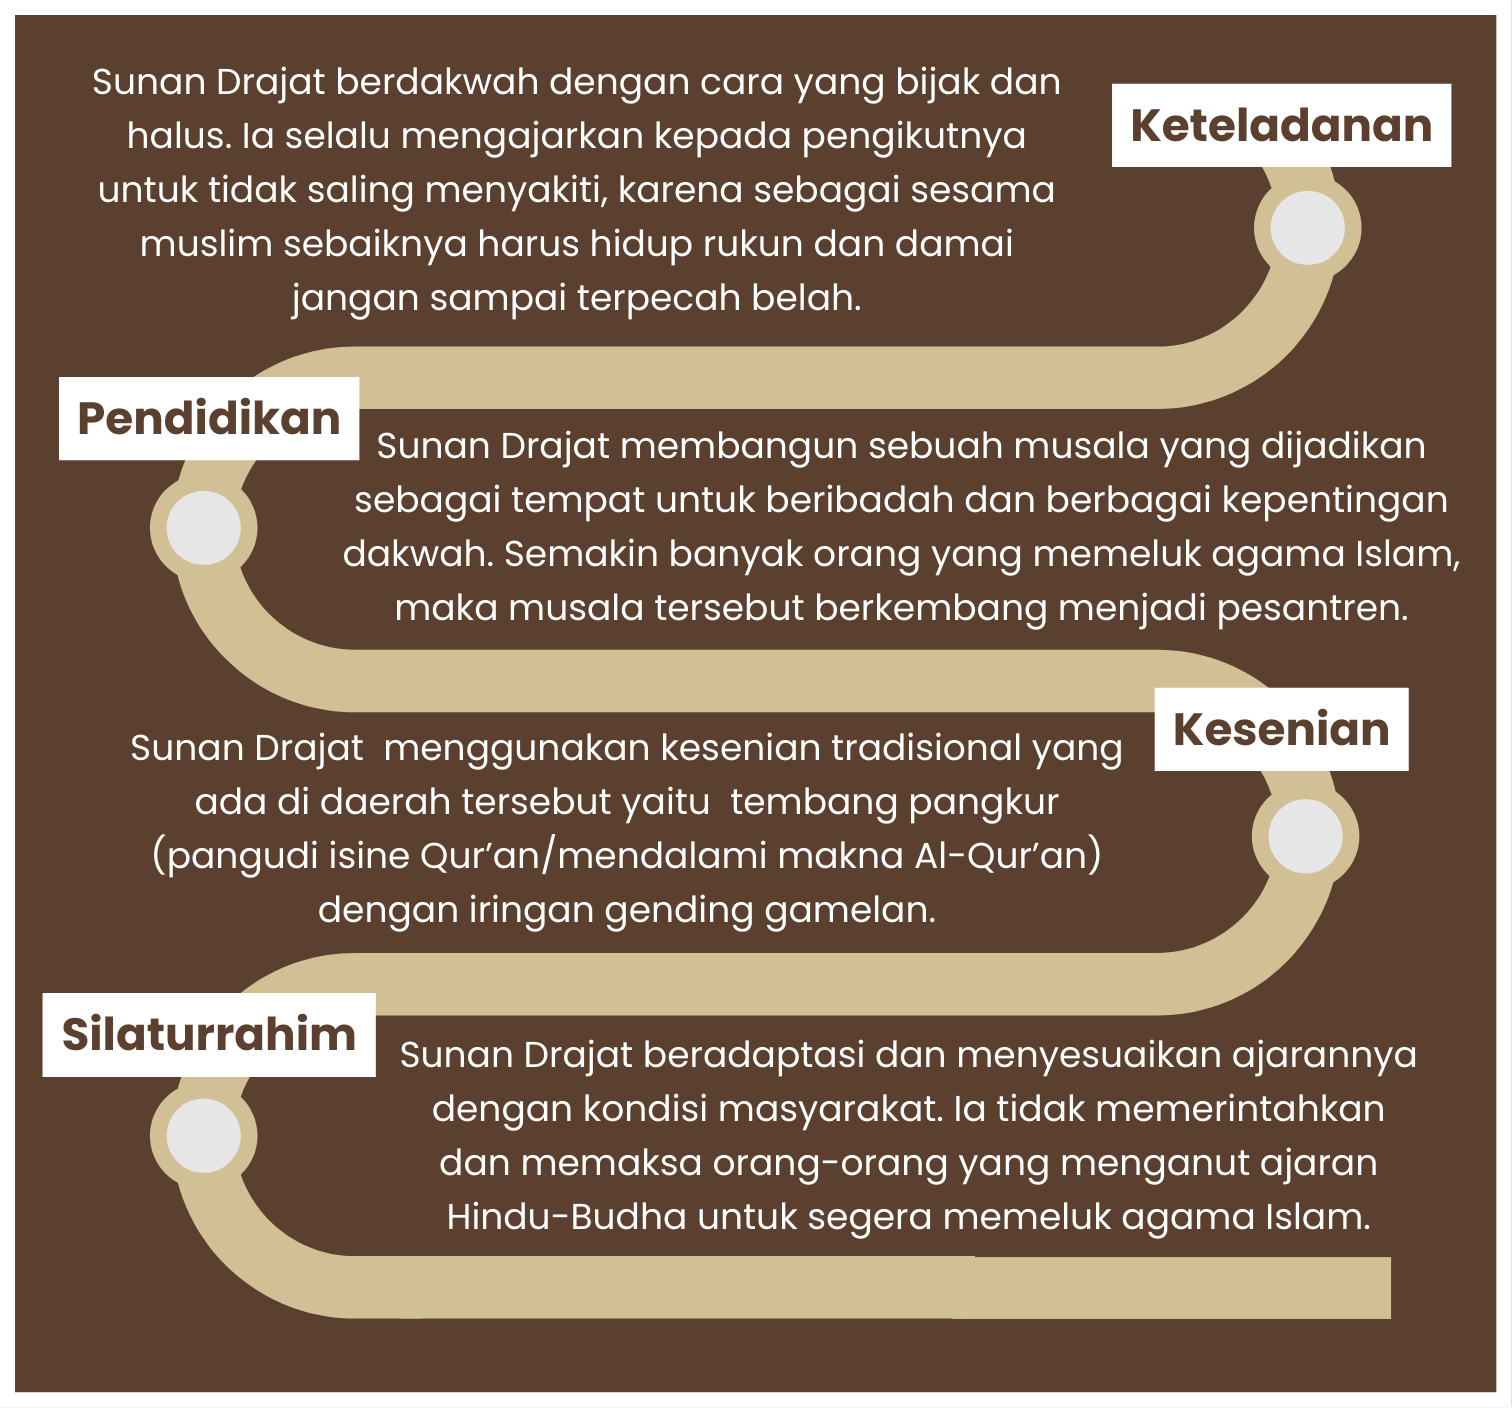 Keteladanan
Sunan Drajat berdakwah dengan cara yang bijak dan
halus. Ia selalu mengajarkan kepada pengikutnya
untuk tidak saling menyakiti, karena sebagai sesama
muslim sebaiknya harus hidup rukun dan damai
jangan sampai terpecah belah.
Pendidikan
Sunan Drajat membangun sebuah musala yang dijadikan
sebagai tempat untuk beribadah dan berbagai kepentingan
dakwah. Semakin banyak orang yang memeluk agama Islam,
maka musala tersebut berkembang menjadi pesantren.
Kesenian
Sunan Drajat  menggunakan kesenian tradisional yang
ada di daerah tersebut yaitu  tembang pangkur
(pangudi isine Qur’an/mendalami makna Al-Qur’an)
dengan iringan gending gamelan.
Silaturrahim
Sunan Drajat beradaptasi dan menyesuaikan ajarannya
dengan kondisi masyarakat. Ia tidak memerintahkan
dan memaksa orang-orang yang menganut ajaran
Hindu-Budha untuk segera memeluk agama Islam.